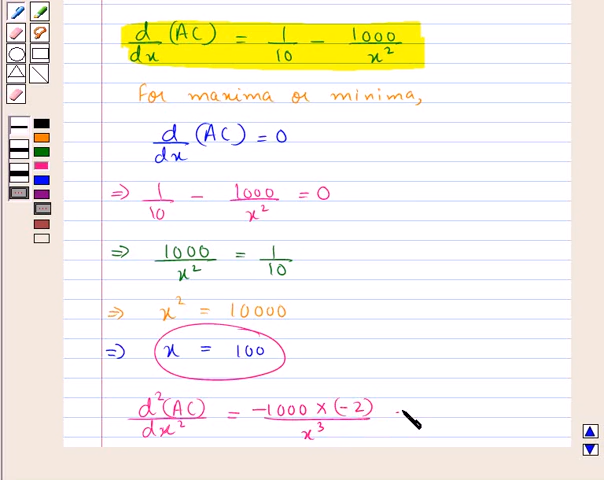 d/dx (AC) = 1/10 - 1000/x²
For maxima or minima,
d/dx (AC) = 0
⇒ 1/10 - 1000/x² = 0
⇒ 1000/x² = 1/10
⇒ x² = 10000
⇒ x = 100
d²(AC)/dx² = -1000 × (-2)/x³